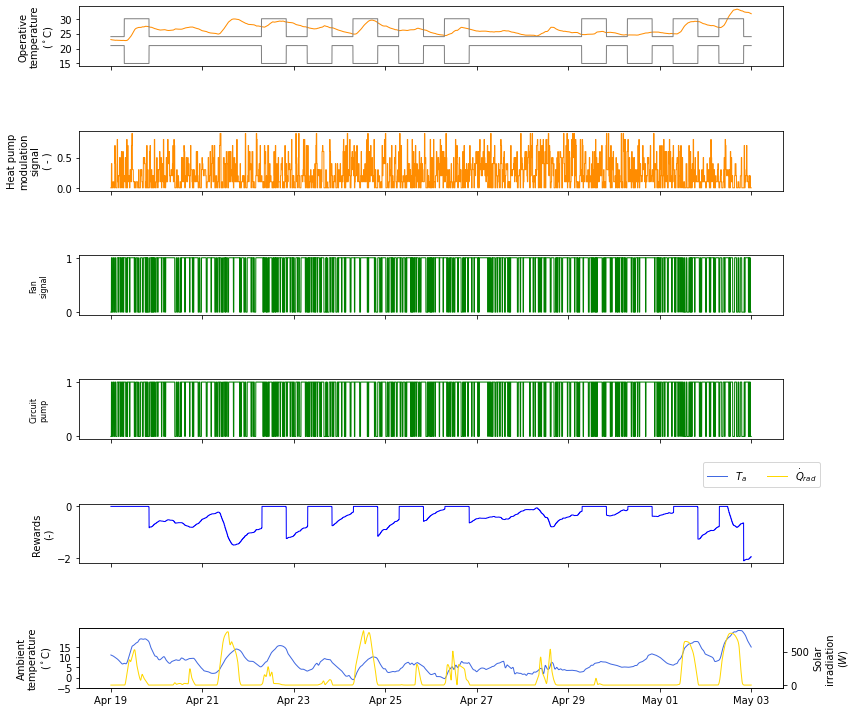 Operative
temperature
(°C)
30
25
20
15
Heat pump
modulation
signal
( - )
0.5
0.0
Fan
signal
1
0
Circuit
pump
1
0
T_a
Q̇_rad
Rewards
(-)
0
−2
Ambient
temperature
(°C)
15
10
5
0
−5
500
0
Solar
irradiation
(W)
Apr 19
Apr 21
Apr 23
Apr 25
Apr 27
Apr 29
May 01
May 03